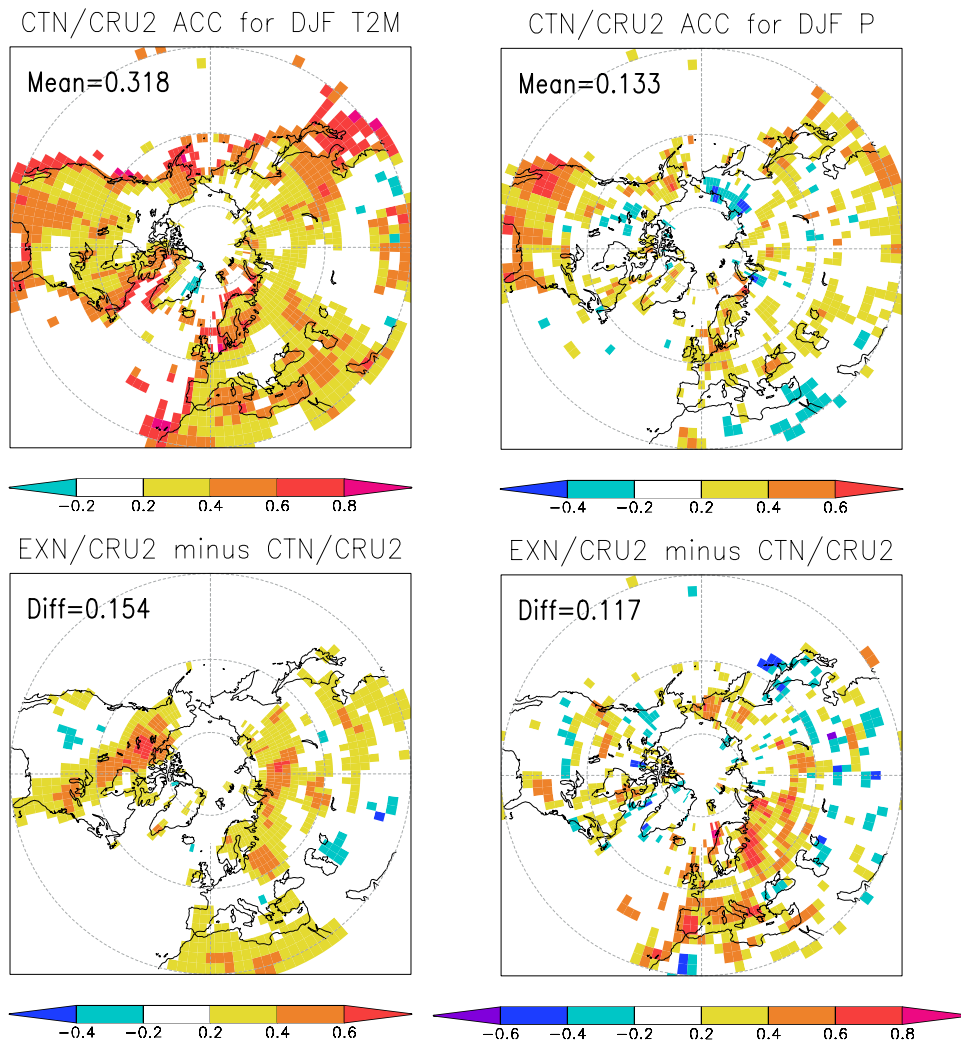 CTN/CRU2 ACC for DJF T2M
Mean=0.318
−0.2 0.2 0.4 0.6 0.8
CTN/CRU2 ACC for DJF P
Mean=0.133
−0.4 −0.2 0.2 0.4 0.6
EXN/CRU2 minus CTN/CRU2
Diff=0.154
−0.4 −0.2 0.2 0.4 0.6
EXN/CRU2 minus CTN/CRU2
Diff=0.117
−0.6 −0.4 −0.2 0.2 0.4 0.6 0.8